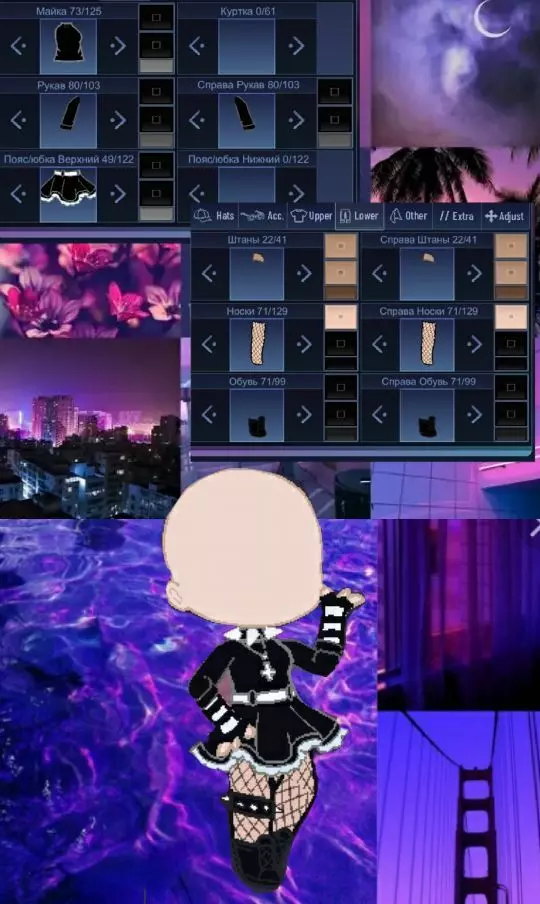 Майка 73/125
Куртка 0/61
Рукав 80/103
Справа Рукав 80/103
Пояс/юбка Верхний 49/122
Пояс/юбка Нижний 0/122
Hats
Acc.
Upper
Lower
Other
// Extra
Adjust
Штаны 22/41
Справа Штаны 22/41
Носки 71/129
Справа Носки 71/129
Обувь 71/99
Справа Обувь 71/99